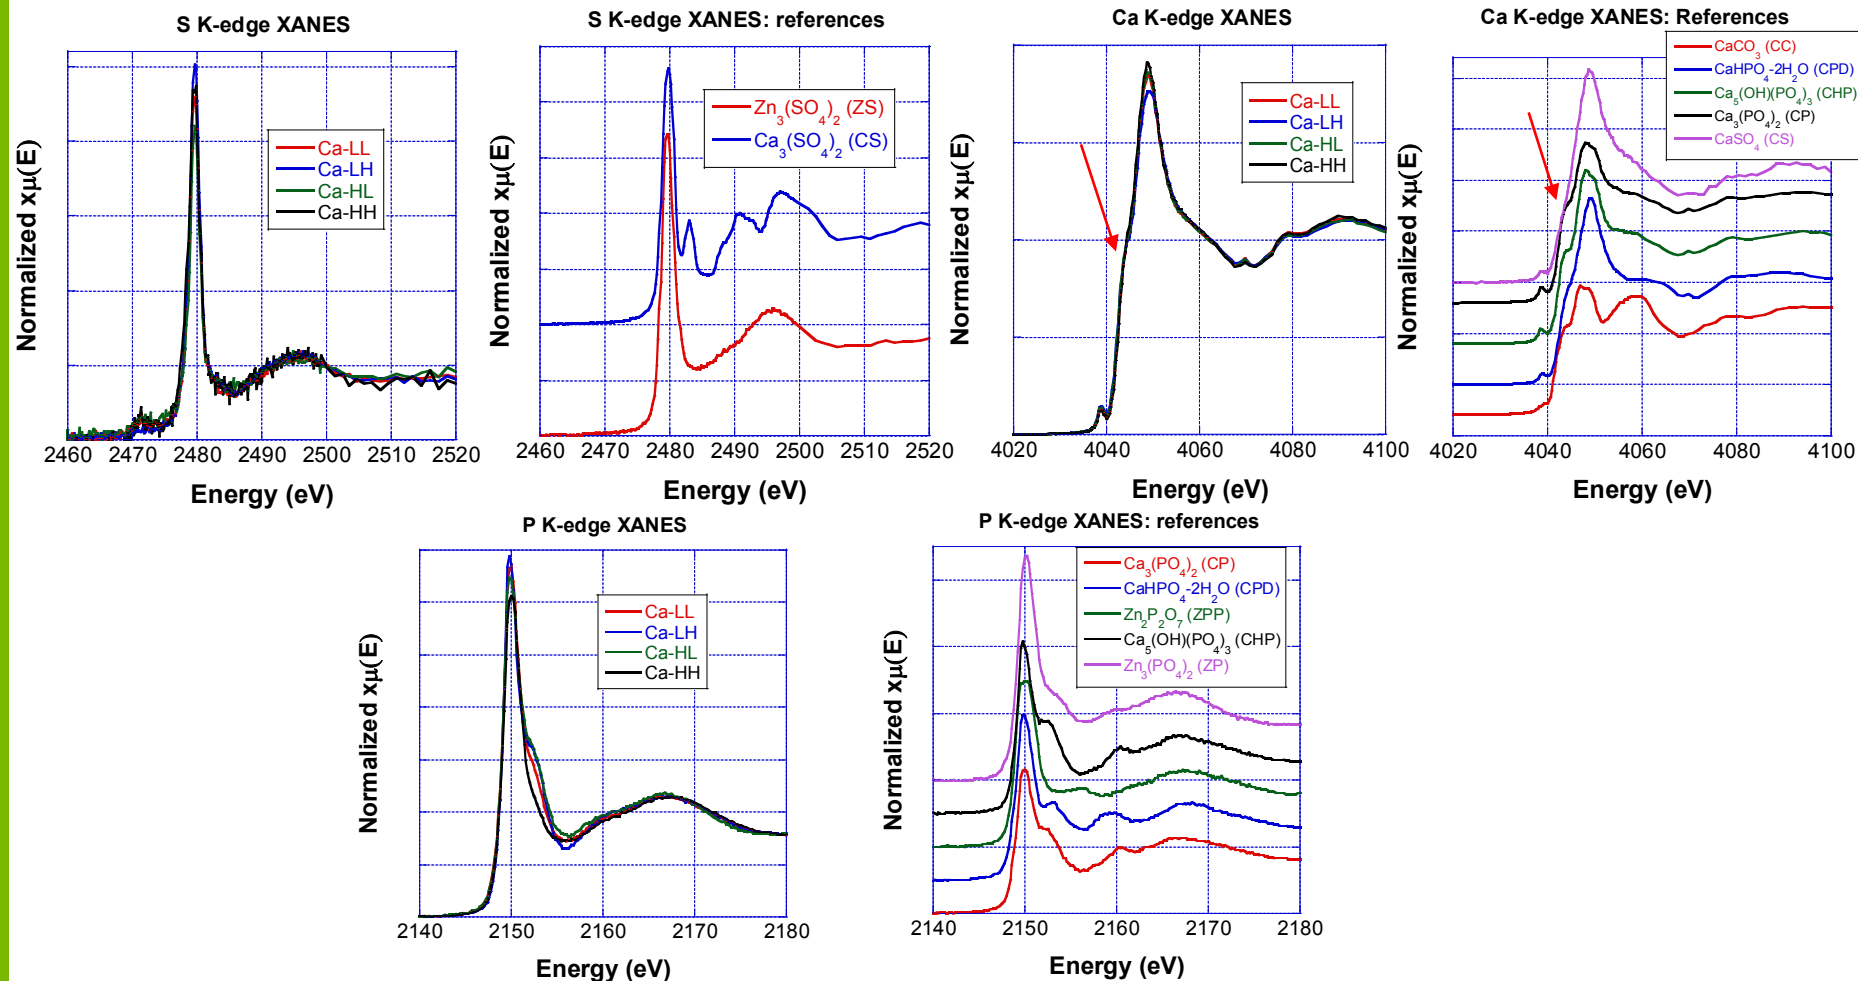 S K-edge XANES
Normalized xμ(E)
Ca-LL
Ca-LH
Ca-HL
Ca-HH
2460 2470 2480 2490 2500 2510 2520
Energy (eV)
S K-edge XANES: references
Normalized xμ(E)
Zn3(SO4)2 (ZS)
Ca3(SO4)2 (CS)
2460 2470 2480 2490 2500 2510 2520
Energy (eV)
Ca K-edge XANES
Normalized xμ(E)
Ca-LL
Ca-LH
Ca-HL
Ca-HH
4020 4040 4060 4080 4100
Energy (eV)
Ca K-edge XANES: References
Normalized xμ(E)
CaCO3 (CC)
CaHPO4-2H2O (CPD)
Ca5(OH)(PO4)3 (CHP)
Ca3(PO4)2 (CP)
CaSO4 (CS)
4020 4040 4060 4080 4100
Energy (eV)
P K-edge XANES
Normalized xμ(E)
Ca-LL
Ca-LH
Ca-HL
Ca-HH
2140 2150 2160 2170 2180
Energy (eV)
P K-edge XANES: references
Normalized xμ(E)
Ca3(PO4)2 (CP)
CaHPO4-2H2O (CPD)
Zn2P2O7 (ZPP)
Ca5(OH)(PO4)3 (CHP)
Zn3(PO4)2 (ZP)
2140 2150 2160 2170 2180
Energy (eV)